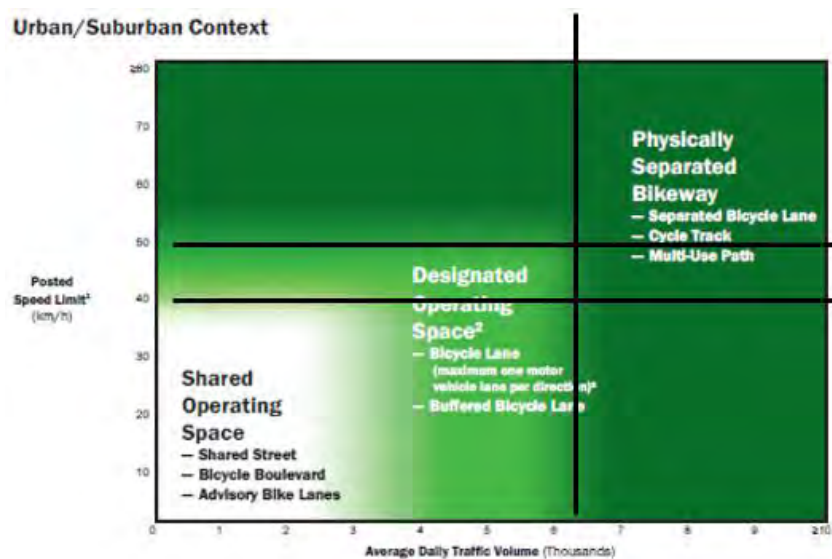 Urban/Suburban Context
≥80
70
60
50
40
30
20
10
Posted
Speed Limit¹
(km/h)
Physically
Separated
Bikeway
— Separated Bicycle Lane
— Cycle Track
— Multi-Use Path
Designated
Operating
Space²
— Bicycle Lane
(maximum one motor
vehicle lane per direction)²
— Buffered Bicycle Lane
Shared
Operating
Space
— Shared Street
— Bicycle Boulevard
— Advisory Bike Lanes
0 1 2 3 4 5 6 7 8 9 ≥10
Average Daily Traffic Volume (Thousands)